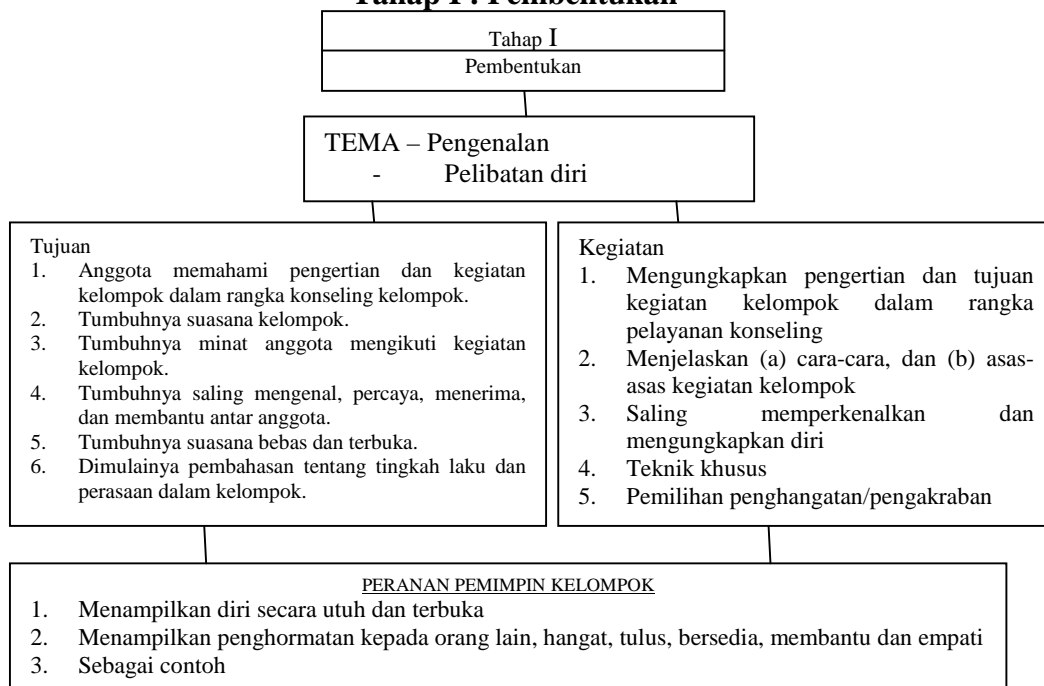 Tahap I : Pembentukan
Tahap I
Pembentukan
TEMA – Pengenalan
- Pelibatan diri
Tujuan
1. Anggota memahami pengertian dan kegiatan
kelompok dalam rangka konseling kelompok.
2. Tumbuhnya suasana kelompok.
3. Tumbuhnya minat anggota mengikuti kegiatan
kelompok.
4. Tumbuhnya saling mengenal, percaya, menerima,
dan membantu antar anggota.
5. Tumbuhnya suasana bebas dan terbuka.
6. Dimulainya pembahasan tentang tingkah laku dan
perasaan dalam kelompok.
Kegiatan
1. Mengungkapkan pengertian dan tujuan
kegiatan kelompok dalam rangka
pelayanan konseling
2. Menjelaskan (a) cara-cara, dan (b) asas-
asas kegiatan kelompok
3. Saling memperkenalkan dan
mengungkapkan diri
4. Teknik khusus
5. Pemilihan penghangatan/pengakraban
PERANAN PEMIMPIN KELOMPOK
1. Menampilkan diri secara utuh dan terbuka
2. Menampilkan penghormatan kepada orang lain, hangat, tulus, bersedia, membantu dan empati
3. Sebagai contoh